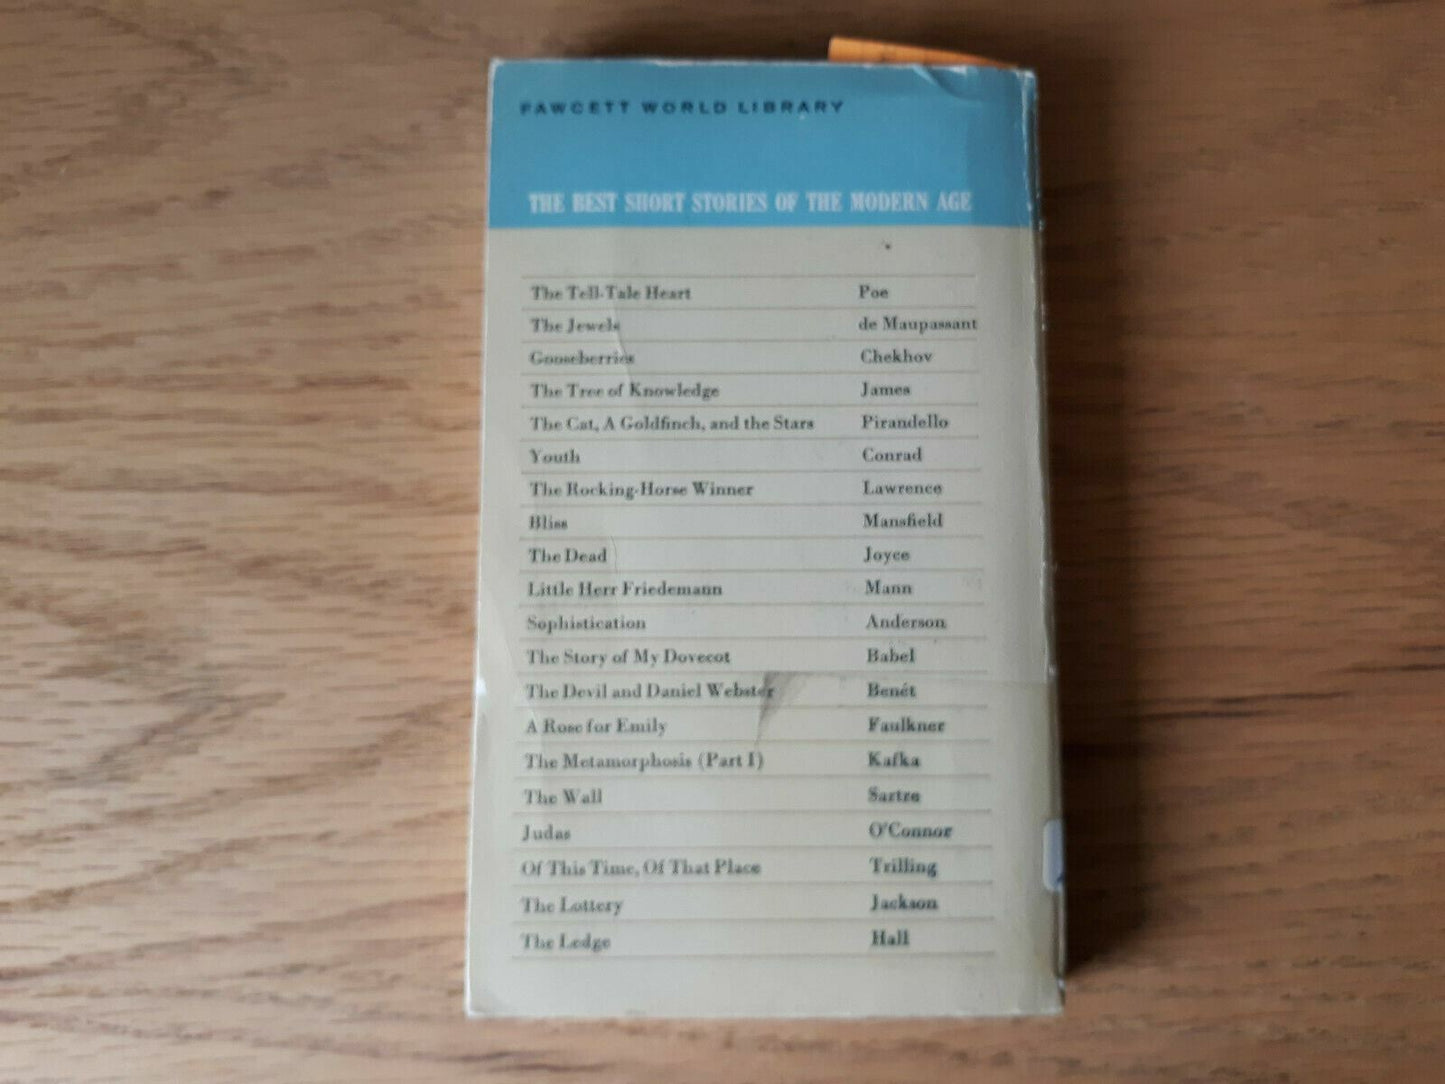 FAWCETT WORLD LIBRARY
THE BEST SHORT STORIES OF THE MODERN AGE
The Tell-Tale Heart Poe
The Jewels de Maupassant
Gooseberries Chekhov
The Tree of Knowledge James
The Cat, A Goldfinch, and the Stars Pirandello
Youth Conrad
The Rocking-Horse Winner Lawrence
Bliss Mansfield
The Dead Joyce
Little Herr Friedemann Mann
Sophistication Anderson
The Story of My Dovecot Babel
The Devil and Daniel Webster Benét
A Rose for Emily Faulkner
The Metamorphosis (Part I) Kafka
The Wall Sartre
Judas O'Connor
Of This Time, Of That Place Trilling
The Lottery Jackson
The Ledge Hall